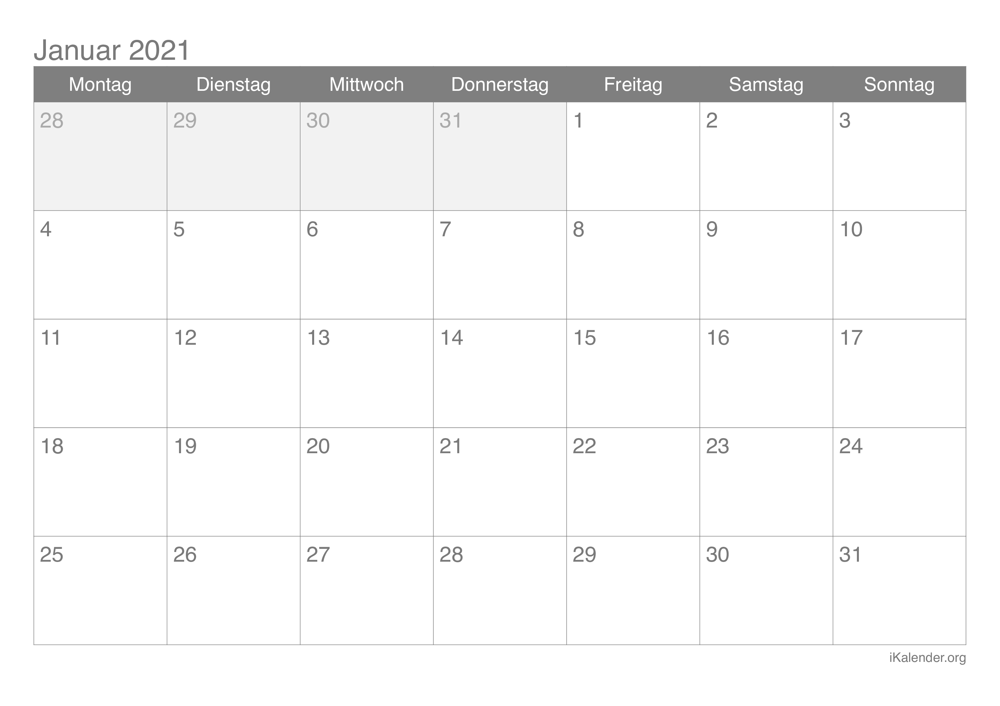 Januar 2021
Montag Dienstag Mittwoch Donnerstag Freitag Samstag Sonntag
28 29 30 31 1 2 3
4 5 6 7 8 9 10
11 12 13 14 15 16 17
18 19 20 21 22 23 24
25 26 27 28 29 30 31
iKalender.org